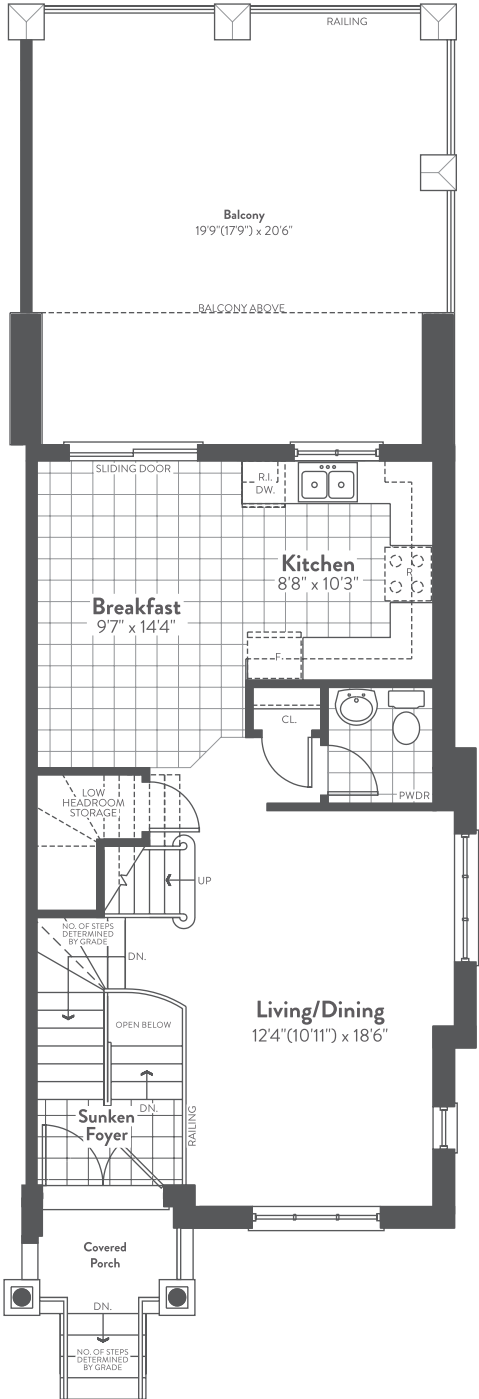 RAILING
Balcony
19'9"(17'9") x 20'6"
BALCONY ABOVE
SLIDING DOOR
R.I.
DW.
Kitchen
8'8" x 10'3"
R
Breakfast
9'7" x 14'4"
F.
CL.
PWDR
LOW
HEADROOM
STORAGE
UP
NO. OF STEPS
DETERMINED
BY GRADE
DN.
Living/Dining
12'4"(10'11") x 18'6"
OPEN BELOW
DN.
Sunken
Foyer
RAILING
Covered
Porch
DN.
NO. OF STEPS
DETERMINED
BY GRADE